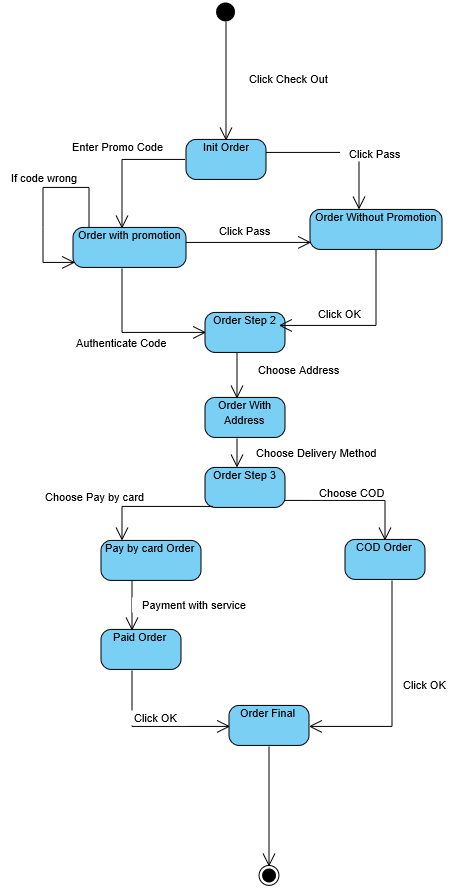 Click Check Out
Init Order
Enter Promo Code
Click Pass
If code wrong
Order with promotion
Click Pass
Order Without Promotion
Order Step 2
Click OK
Authenticate Code
Choose Address
Order With
Address
Choose Delivery Method
Order Step 3
Choose Pay by card
Choose COD
Pay by card Order
COD Order
Payment with service
Paid Order
Click OK
Order Final
Click OK